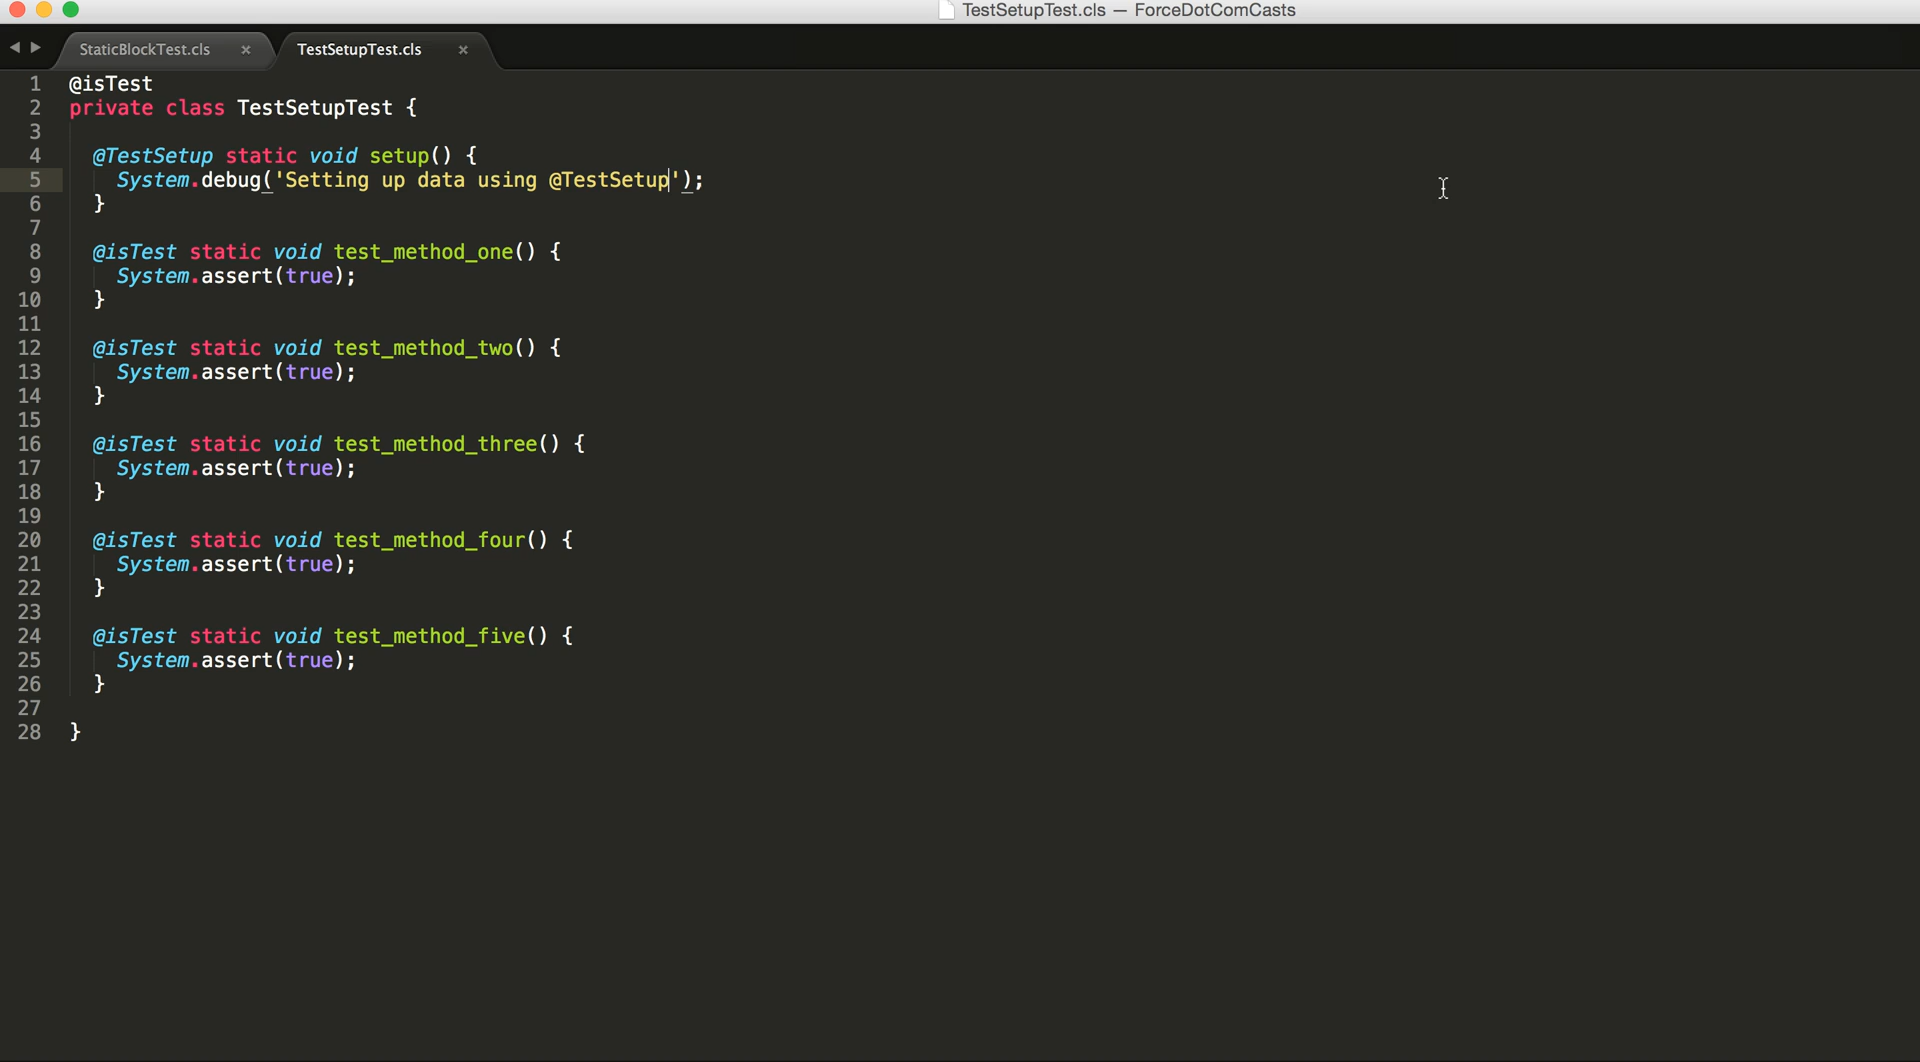 TestSetupTest.cls — ForceDotComCasts
StaticBlockTest.cls × TestSetupTest.cls ×
1 @isTest
2 private class TestSetupTest {
3
4 @TestSetup static void setup() {
5 System.debug('Setting up data using @TestSetup');
6 }
7
8 @isTest static void test_method_one() {
9 System.assert(true);
10 }
11
12 @isTest static void test_method_two() {
13 System.assert(true);
14 }
15
16 @isTest static void test_method_three() {
17 System.assert(true);
18 }
19
20 @isTest static void test_method_four() {
21 System.assert(true);
22 }
23
24 @isTest static void test_method_five() {
25 System.assert(true);
26 }
27
28 }